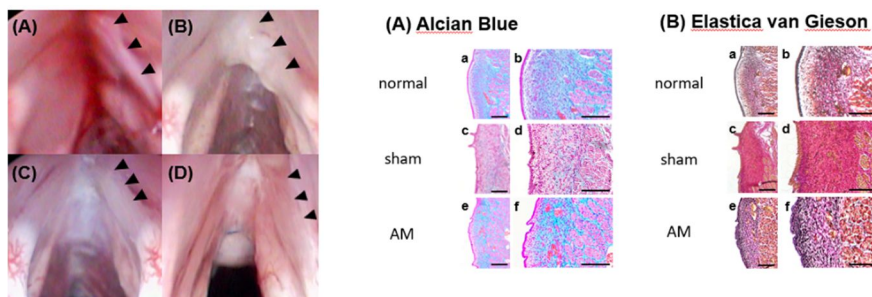 (A)
(B)
(C)
(D)
(A) Alcian Blue
a
b
normal
c
d
sham
e
f
AM
(B) Elastica van Gieson
a
b
normal
c
d
sham
e
f
AM